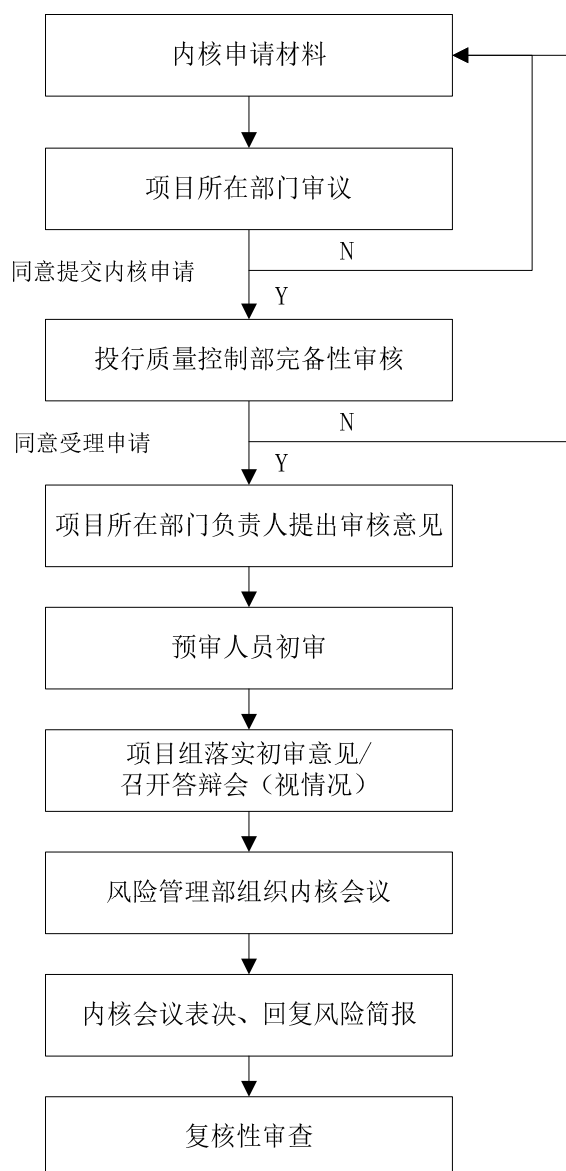 内核申请材料
项目所在部门审议
N
同意提交内核申请
Y
投行质量控制部完备性审核
N
同意受理申请
Y
项目所在部门负责人提出审核意见
预审人员初审
项目组落实初审意见/
召开答辩会（视情况）
风险管理部组织内核会议
内核会议表决、回复风险简报
复核性审查